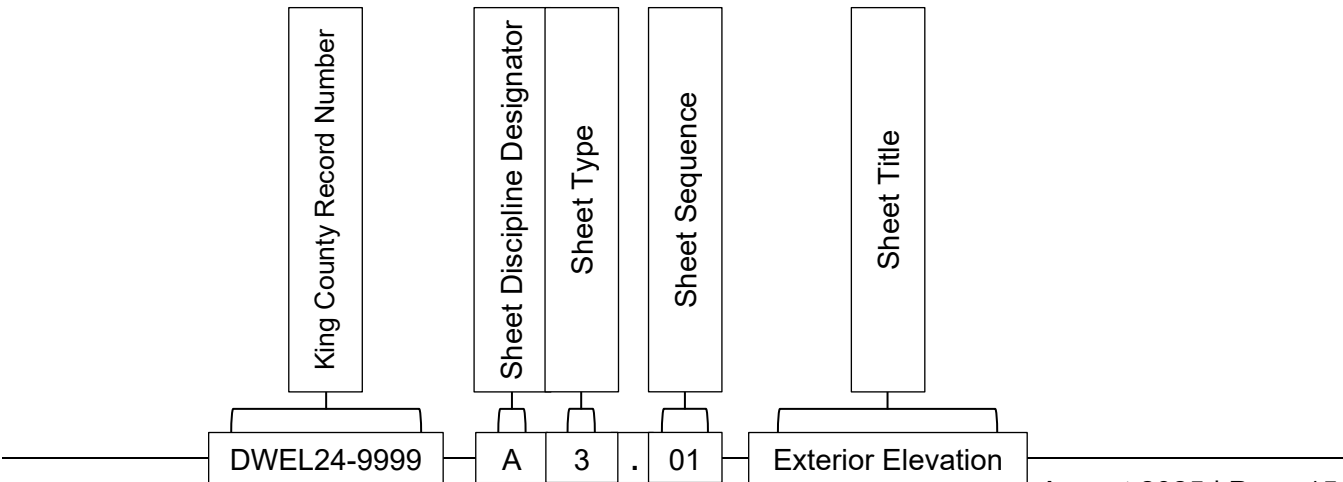 King County Record Number
Sheet Discipline Designator
Sheet Type
Sheet Sequence
Sheet Title
DWEL24-9999
A
3
.
01
Exterior Elevation